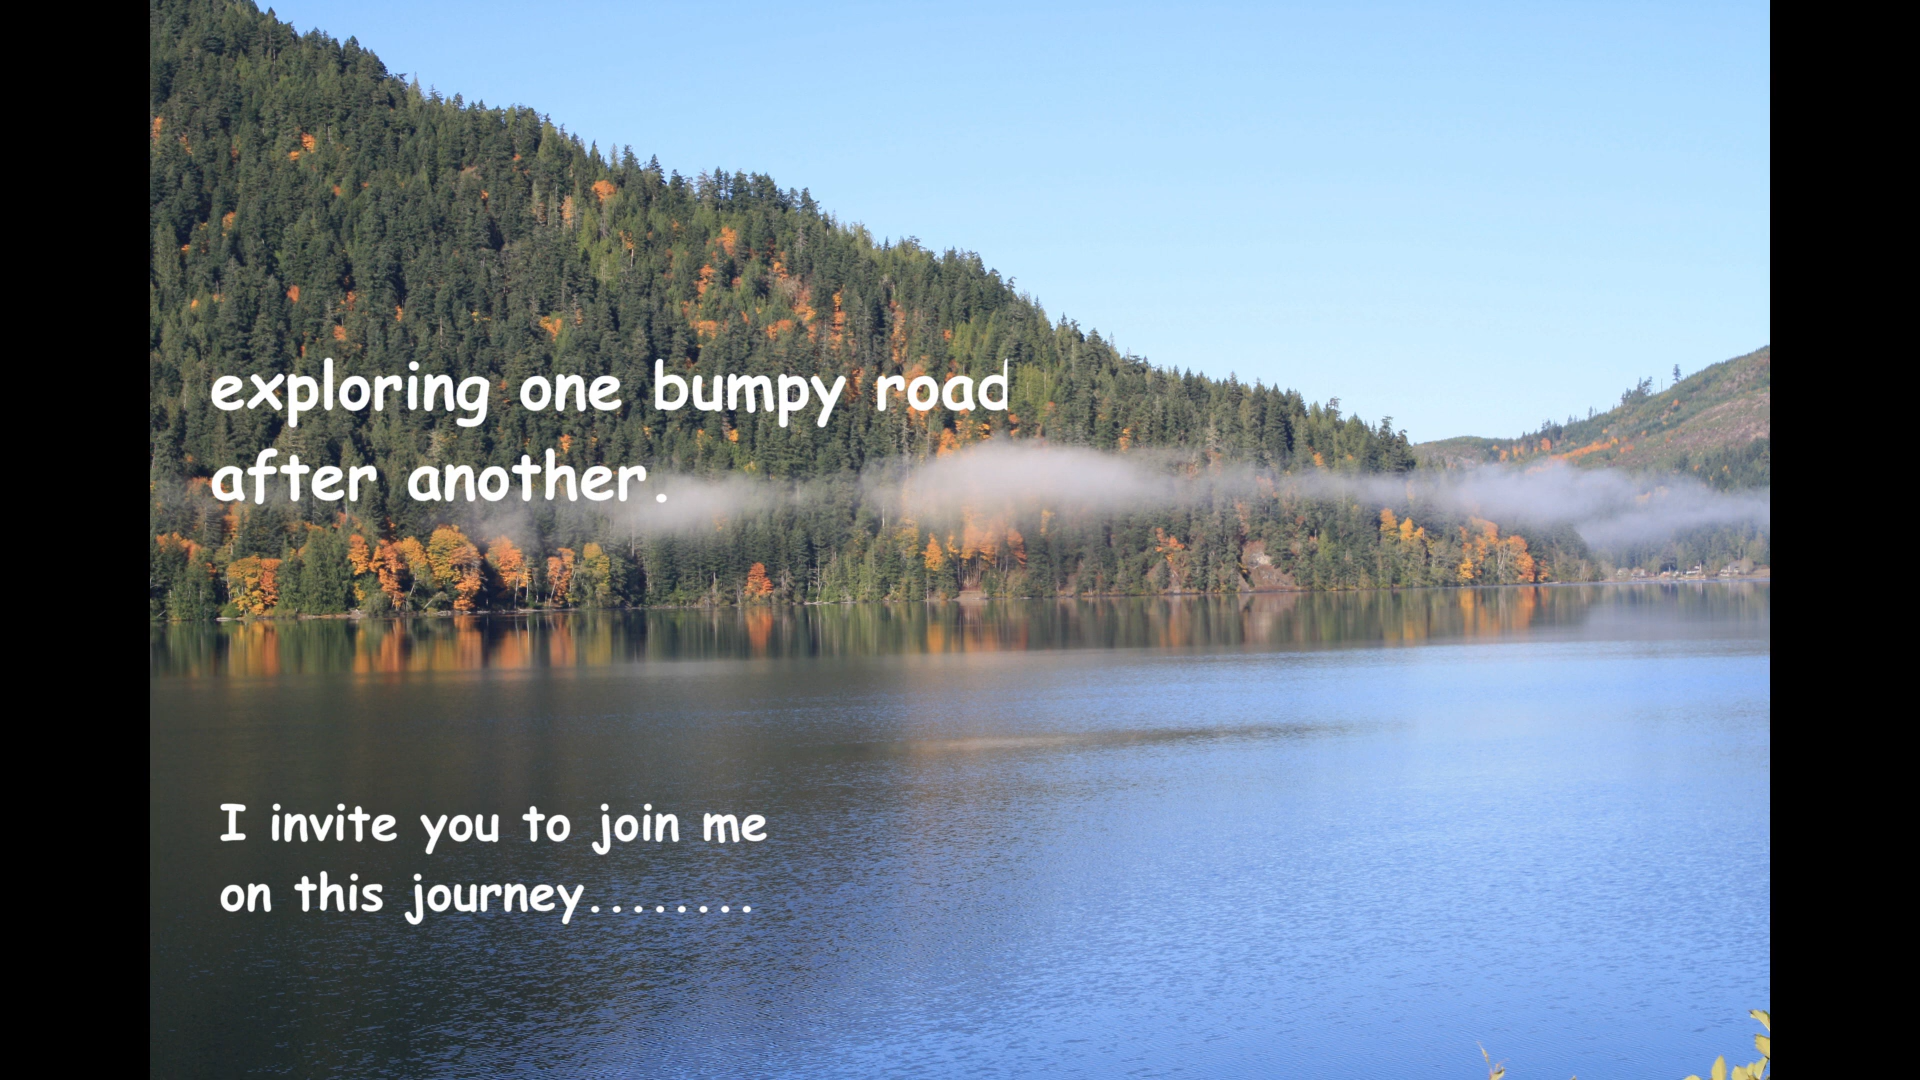 exploring one bumpy road
after another.
I invite you to join me
on this journey........